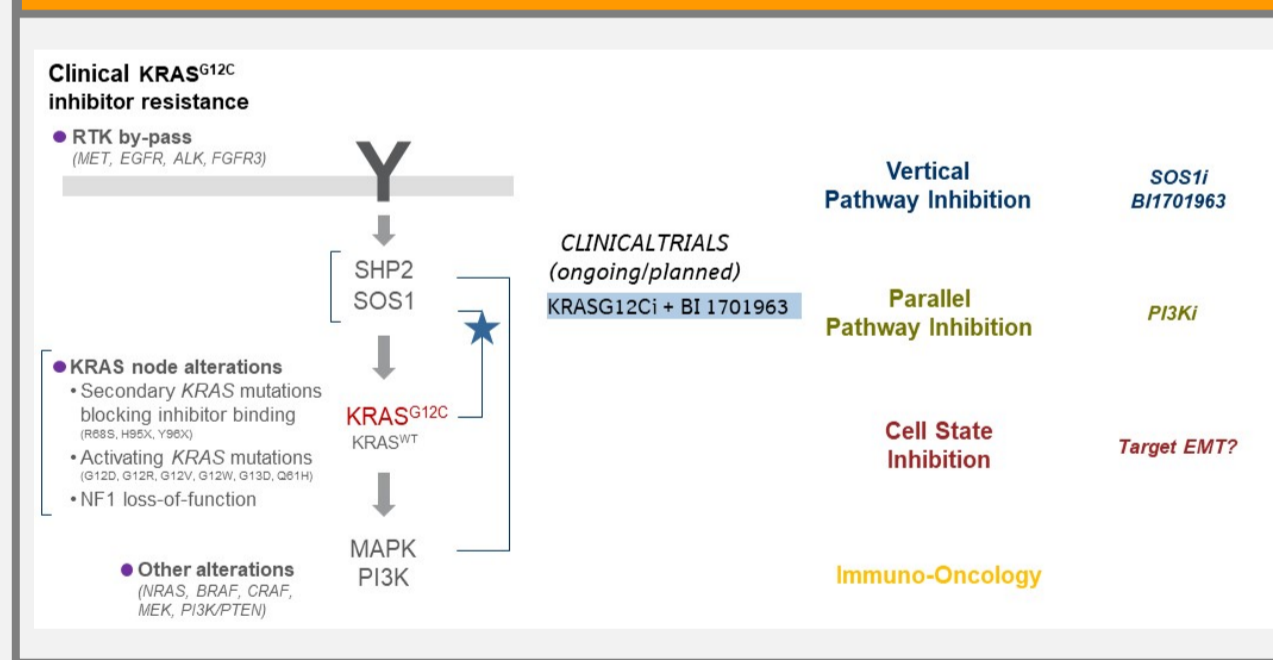 Clinical KRASG12C
inhibitor resistance
RTK by-pass
(MET, EGFR, ALK, FGFR3)
SHP2
SOS1
KRAS node alterations
• Secondary KRAS mutations
blocking inhibitor binding
(R68S, H95X, Y96X)
• Activating KRAS mutations
(G12D, G12R, G12V, G12W, G13D, Q61H)
• NF1 loss-of-function
KRASG12C
KRASWT
Other alterations
(NRAS, BRAF, CRAF,
MEK, PI3K/PTEN)
MAPK
PI3K
CLINICALTRIALS
(ongoing/planned)
KRASG12Ci + BI 1701963
Vertical
Pathway Inhibition
SOS1i
BI1701963
Parallel
Pathway Inhibition
PI3Ki
Cell State
Inhibition
Target EMT?
Immuno-Oncology